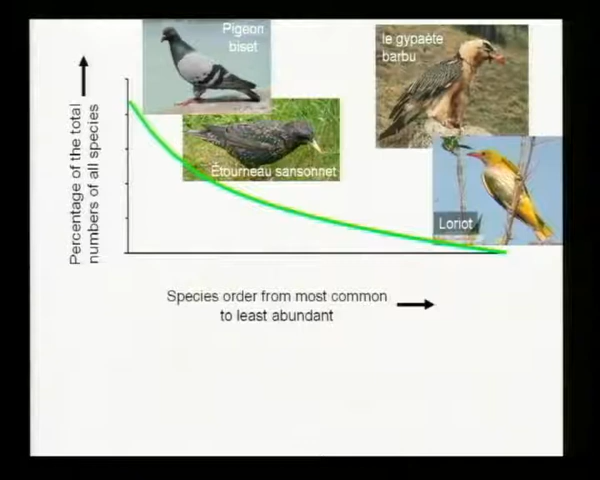 Pigeon
biset
le gypaète
barbu
Étourneau sansonnet
Loriot
Percentage of the total
numbers of all species
Species order from most common
to least abundant